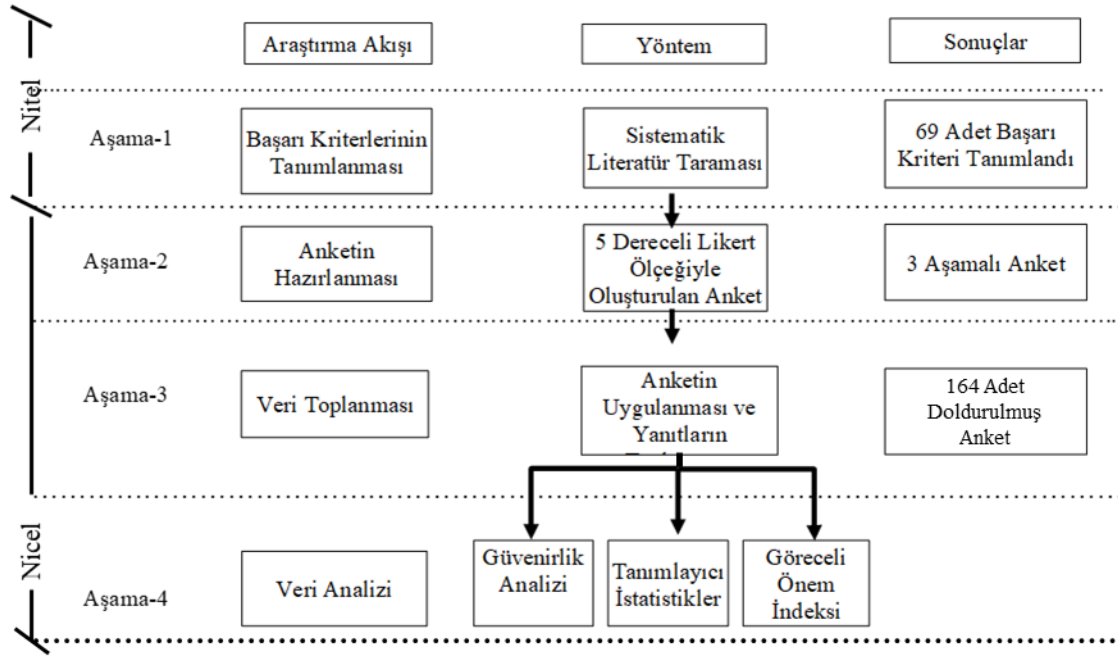 Araştırma Akışı
Yöntem
Sonuçlar
Nitel
Aşama-1
Başarı Kriterlerinin
Tanımlanması
Sistematik
Literatür Taraması
69 Adet Başarı
Kriteri Tanımlandı
Aşama-2
Anketin
Hazırlanması
5 Dereceli Likert
Ölçeğiyle
Oluşturulan Anket
3 Aşamalı Anket
Aşama-3
Veri Toplanması
Anketin
Uygulanması ve
Yanıtların
164 Adet
Doldurulmuş
Anket
Nicel
Aşama-4
Veri Analizi
Güvenirlik
Analizi
Tanımlayıcı
İstatistikler
Göreceli
Önem
İndeksi